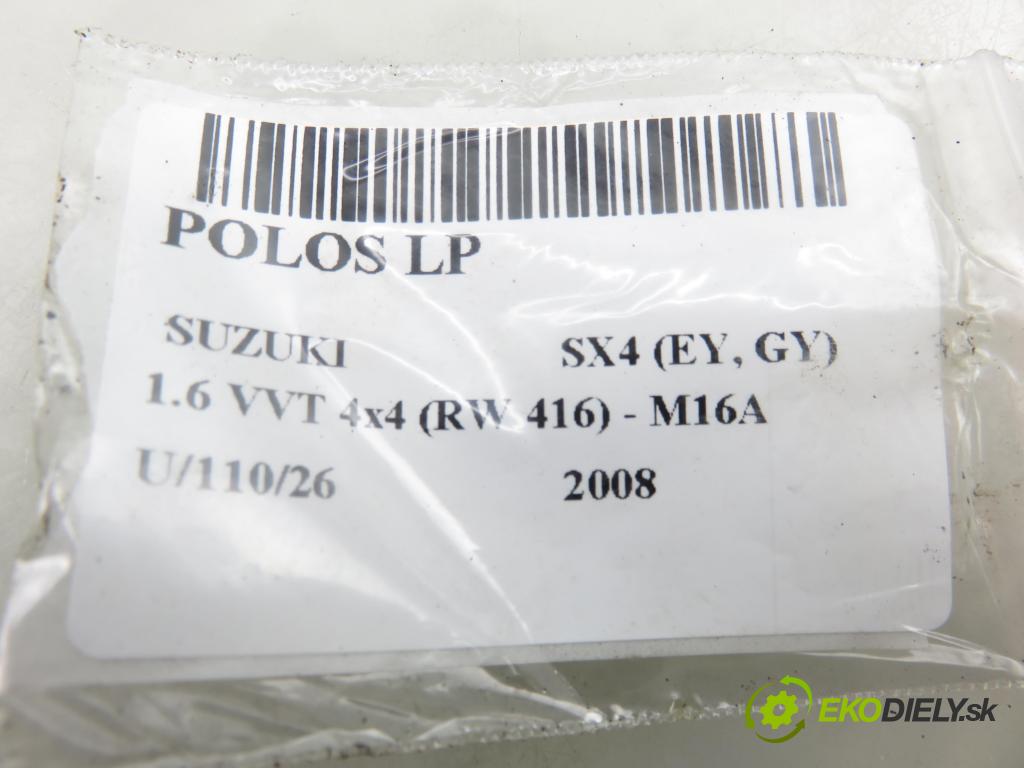 POLOS LP
SUZUKI SX4 (EY, GY)
1.6 VVT 4x4 (RW 416) - M16A
U/110/26 2008
EKODIELY.sk